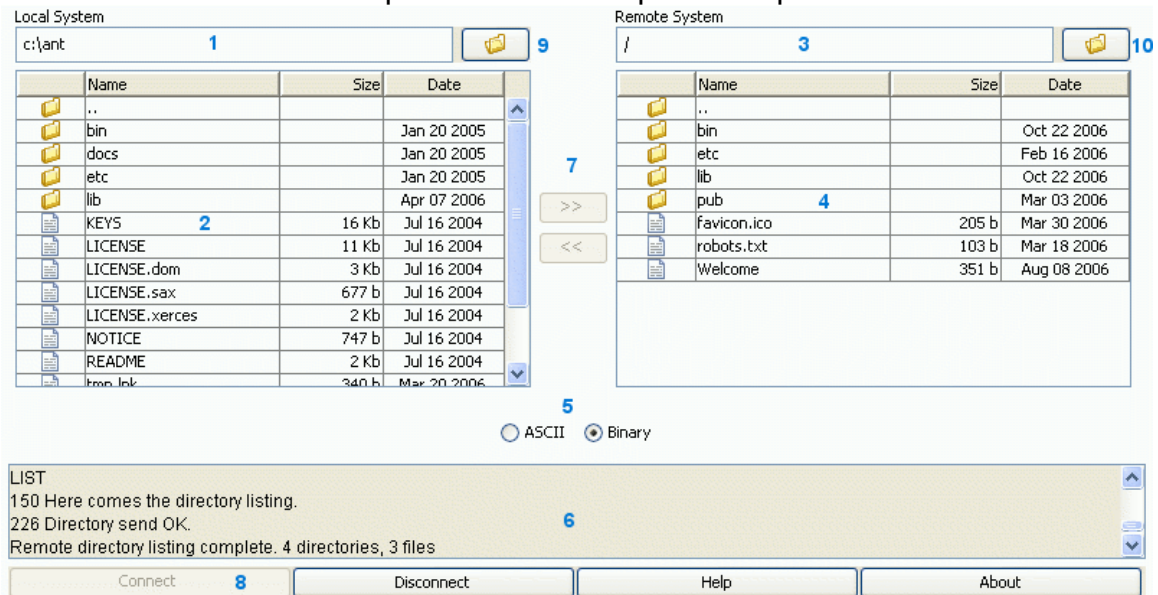 Local System
c:\ant 1 9
Name Size Date
..
bin Jan 20 2005
docs Jan 20 2005
etc Jan 20 2005
lib Apr 07 2006
KEYS 2 16 Kb Jul 16 2004
LICENSE 11 Kb Jul 16 2004
LICENSE.dom 3 Kb Jul 16 2004
LICENSE.sax 677 b Jul 16 2004
LICENSE.xerces 2 Kb Jul 16 2004
NOTICE 747 b Jul 16 2004
README 2 Kb Jul 16 2004
tmp.lpk 340 b Mar 20 2006
7
>>
<<
Remote System
/ 3 10
Name Size Date
..
bin Oct 22 2006
etc Feb 16 2006
lib Oct 22 2006
pub 4 Mar 03 2006
favicon.ico 205 b Mar 30 2006
robots.txt 103 b Mar 18 2006
Welcome 351 b Aug 08 2006
5
ASCII Binary
LIST
150 Here comes the directory listing.
226 Directory send OK. 6
Remote directory listing complete. 4 directories, 3 files
Connect 8 Disconnect Help About